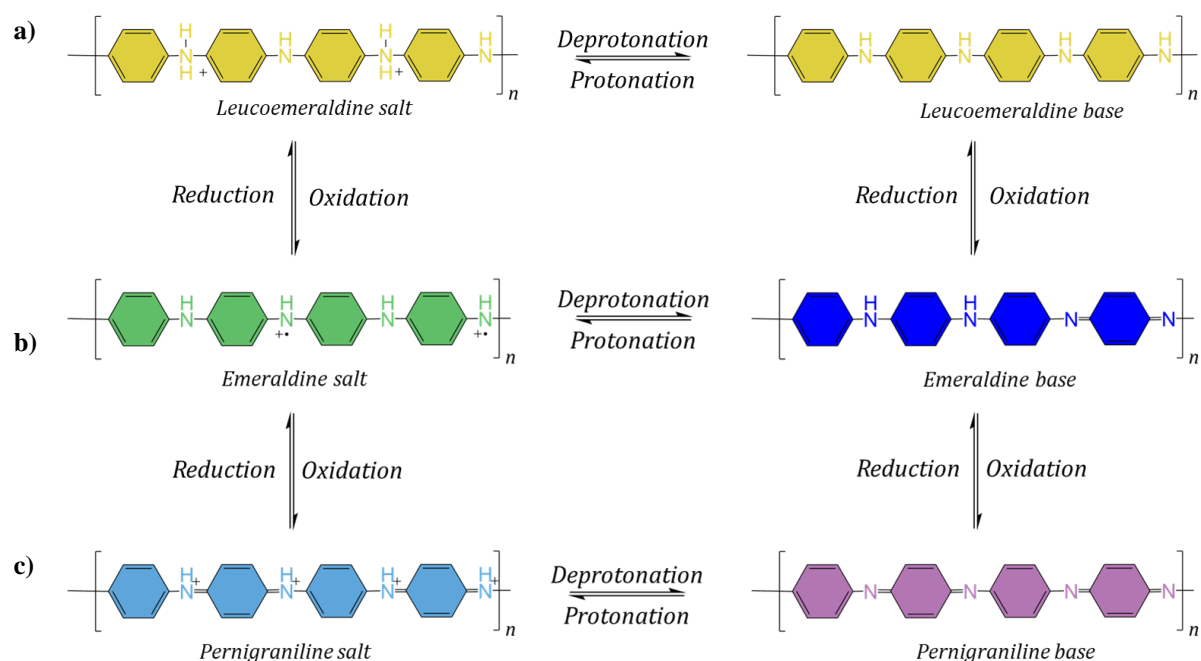 a)
H H H H
N N N N
H + H +
n
Leucoemeraldine salt
Deprotonation
Protonation
H H H H
N N N N
n
Leucoemeraldine base
Reduction Oxidation
Reduction Oxidation
b)
H H H H
N N N N
+• +•
n
Emeraldine salt
Deprotonation
Protonation
H H
N N N N
n
Emeraldine base
Reduction Oxidation
Reduction Oxidation
c)
H H H H
N+ N+ N+ N+
n
Pernigraniline salt
Deprotonation
Protonation
N N N N
n
Pernigraniline base